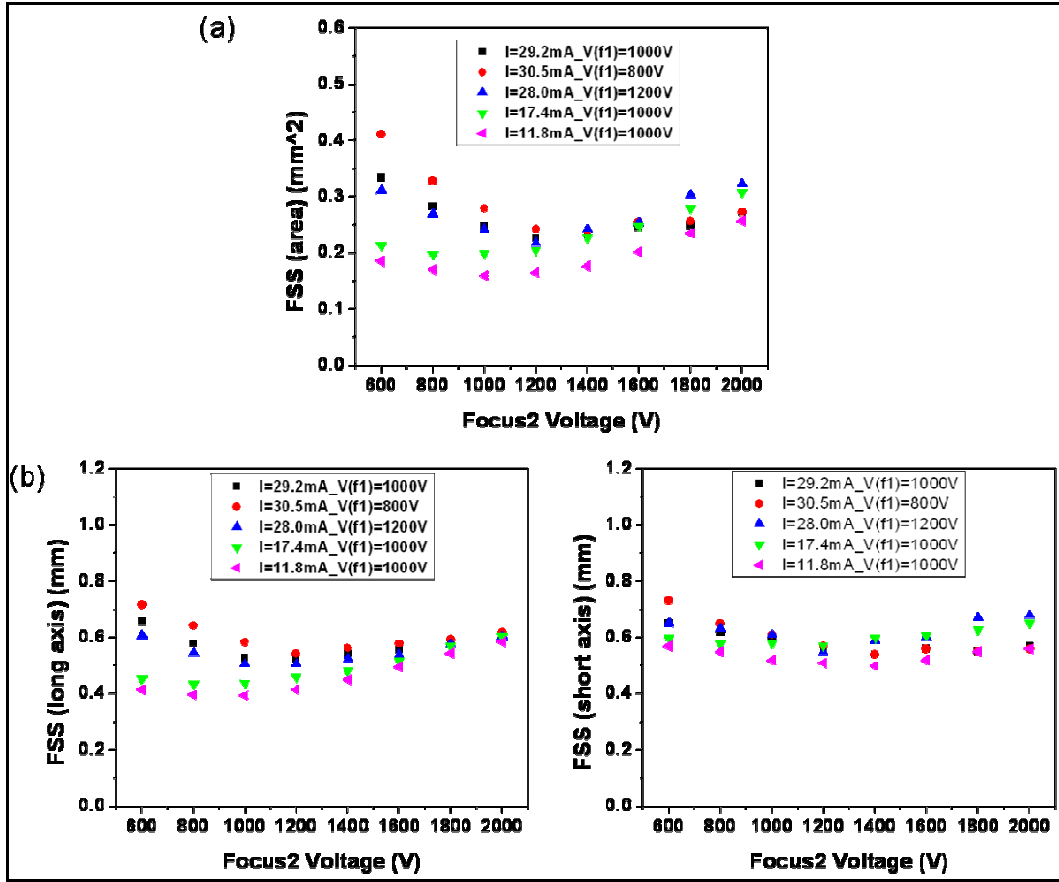 (a)
0.6
0.5
0.4
0.3
0.2
0.1
0.0
FSS (area) (mm^2)
I=29.2mA_V(f1)=1000V
I=30.5mA_V(f1)=800V
I=28.0mA_V(f1)=1200V
I=17.4mA_V(f1)=1000V
I=11.8mA_V(f1)=1000V
600 800 1000 1200 1400 1600 1800 2000
Focus2 Voltage (V)
(b)
1.2
1.0
0.8
0.6
0.4
0.2
0.0
FSS (long axis) (mm)
I=29.2mA_V(f1)=1000V
I=30.5mA_V(f1)=800V
I=28.0mA_V(f1)=1200V
I=17.4mA_V(f1)=1000V
I=11.8mA_V(f1)=1000V
600 800 1000 1200 1400 1600 1800 2000
Focus2 Voltage (V)
1.2
1.0
0.8
0.6
0.4
0.2
0.0
FSS (short axis) (mm)
I=29.2mA_V(f1)=1000V
I=30.5mA_V(f1)=800V
I=28.0mA_V(f1)=1200V
I=17.4mA_V(f1)=1000V
I=11.8mA_V(f1)=1000V
600 800 1000 1200 1400 1600 1800 2000
Focus2 Voltage (V)